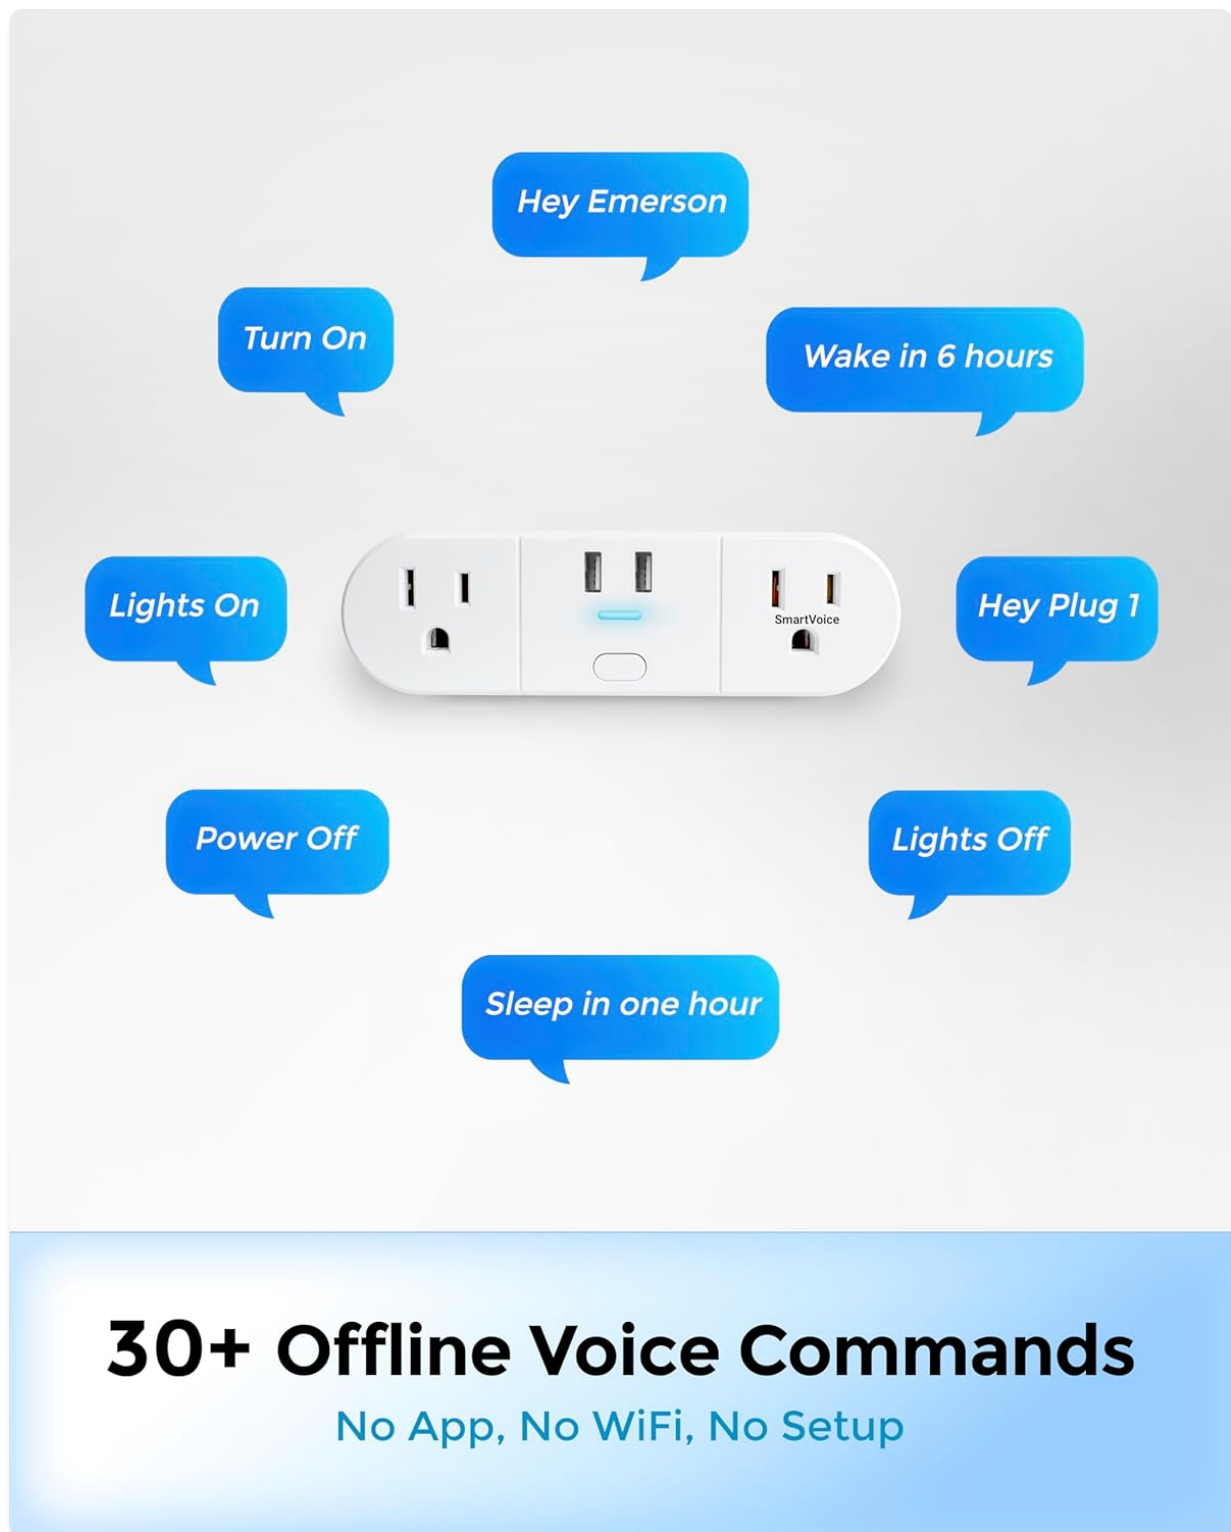 Hey Emerson
Turn On
Wake in 6 hours
Lights On
SmartVoice
Hey Plug 1
Power Off
Lights Off
Sleep in one hour
30+ Offline Voice Commands
No App, No WiFi, No Setup